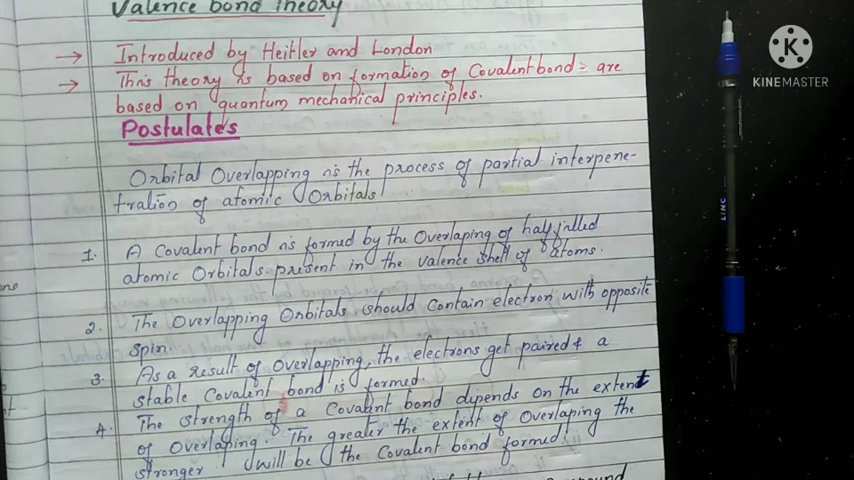 Valence bond theory
→ Introduced by Heitler and London
→ This theory is based on formation of Covalent bond - are
based on quantum mechanical principles.
Postulates
Orbital Overlapping is the process of partial interpene-
tration of atomic Orbitals
1. A Covalent bond is formed by the Overlaping of half filled
atomic Orbitals present in the valence shell of atoms.
2. The Overlapping Orbitals should contain electron with opposite
spin.
3. As a result of Overlapping, the electrons get paired & a
stable Covalent bond is formed.
4. The strength of a Covalent bond depends on the extent
of Overlaping. The greater the extent of Overlaping the
stronger will be the Covalent bond formed.
K
KINEMASTER
LINC